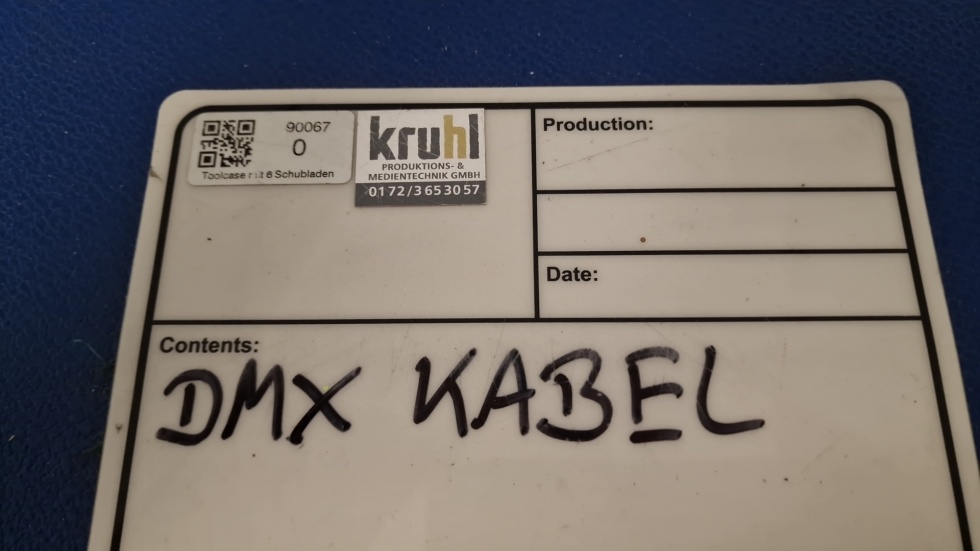 90067
0
Toolcase mit 6 Schubladen
kruhl
PRODUKTIONS- &
MEDIENTECHNIK GMBH
0172/3653057
Production:
Date:
Contents:
DMX KABEL